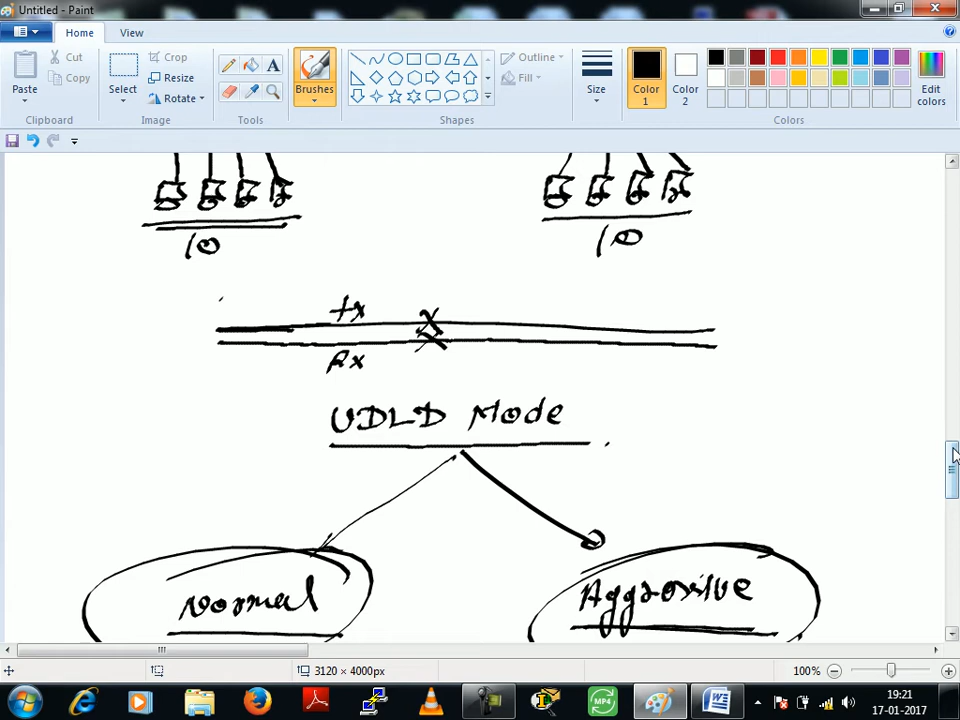 Untitled - Paint
Home View
Cut
Copy
Paste
Clipboard
Select
Crop
Resize
Rotate
Image
A
Tools
Brushes
Outline
Fill
Shapes
Size
Color 1
Color 2
Edit colors
Colors
10 10
tx
Rx
UDLD Mode
Normal Aggrosive
3120 × 4000px 100%
MP4
19:21
17-01-2017